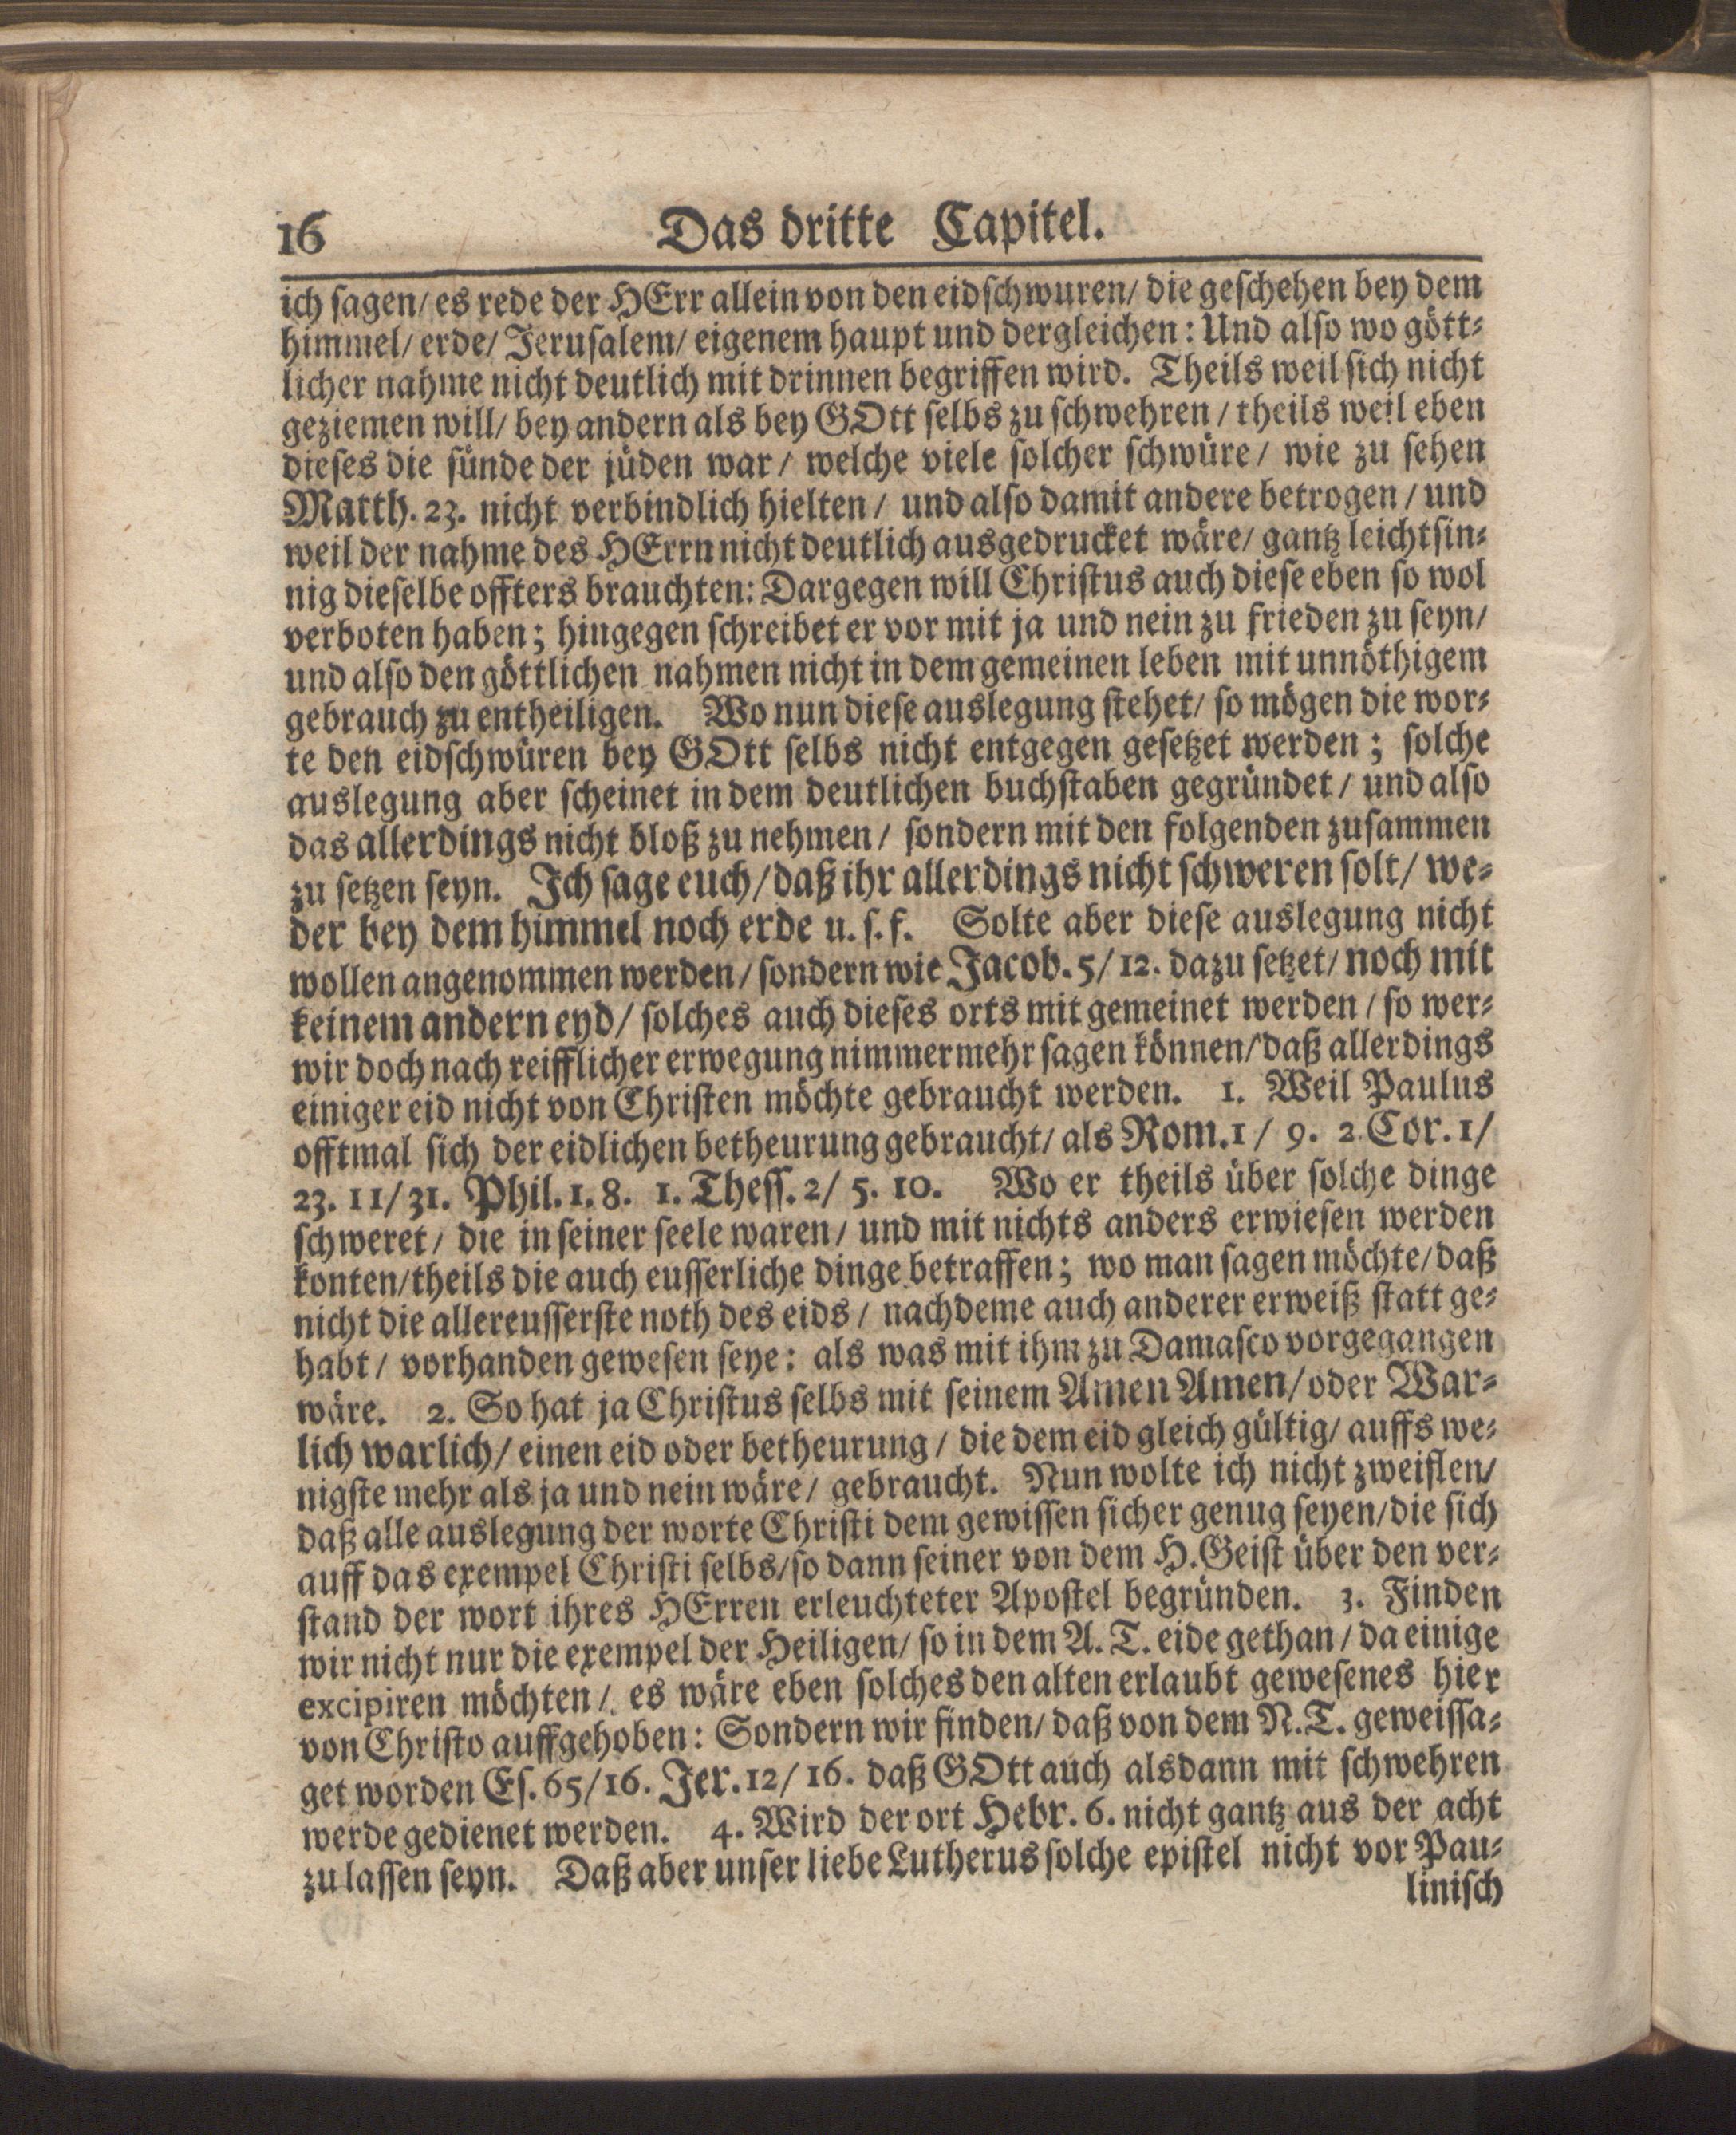 16 Das dritte Capitel.
ich sagen/ es rede der HErr allein von den eidschwuren/ die geschehen bey dem
himmel/ erde/ Jerusalem/ eigenem haupt und dergleichen: Und also wo gött-
licher nahme nicht deutlich mit drinnen begriffen wird. Theils weil sich nicht
geziemen will/ bey andern als bey GOtt selbs zu schwehren / theils weil eben
dieses die sünde der jüden war / welche viele solcher schwüre / wie zu sehen
Matth. 23. nicht verbindlich hielten / und also damit andere betrogen / und
weil der nahme des HErrn nicht deutlich ausgedrucket wäre/ gantz leichtsin-
nig dieselbe offters brauchten: Dargegen will Christus auch diese eben so wol
verboten haben; hingegen schreibet er vor mit ja und nein zu frieden zu seyn/
und also den göttlichen nahmen nicht in dem gemeinen leben mit unnöthigem
gebrauch zu entheiligen. Wo nun diese auslegung stehet/ so mögen die wor-
te den eidschwüren bey GOtt selbs nicht entgegen gesetzet werden; solche
auslegung aber scheinet in dem deutlichen buchstaben gegründet / und also
das allerdings nicht bloß zu nehmen / sondern mit den folgenden zusammen
zu setzen seyn. Ich sage euch/ daß ihr allerdings nicht schweren solt/ we-
der bey dem himmel noch erde u. s. f. Solte aber diese auslegung nicht
wollen angenommen werden / sondern wie Jacob. 5/ 12. dazu setzet/ noch mit
keinem andern eyd/ solches auch dieses orts mit gemeinet werden / so wer-
wir doch nach reifflicher erwegung nimmermehr sagen können/ daß allerdings
einiger eid nicht von Christen möchte gebraucht werden. 1. Weil Paulus
offtmal sich der eidlichen betheurung gebraucht/ als Rom. 1 / 9. 2. Cor. 1/
23. 11/ 31. Phil. 1. 8. 1. Thess. 2/ 5. 10. Wo er theils über solche dinge
schweret / die in seiner seele waren / und mit nichts anders erwiesen werden
konten/ theils die auch eusserliche dinge betraffen; wo man sagen möchte/ daß
nicht die allereusserste noth des eids / nachdeme auch anderer erweiß statt ge-
habt / vorhanden gewesen seye: als was mit ihm zu Damasco vorgegangen
wäre. 2. So hat ja Christus selbs mit seinem Amen Amen/ oder War-
lich warlich/ einen eid oder betheurung / die dem eid gleich gültig/ auffs we-
nigste mehr als ja und nein wäre / gebraucht. Nun wolte ich nicht zweiflen/
daß alle auslegung der worte Christi dem gewissen sicher genug seyen/ die sich
auff das exempel Christi selbs/ so dann seiner von dem H. Geist über den ver-
stand der wort ihres HErren erleuchteter Apostel begründen. 3. Finden
wir nicht nur die exempel der Heiligen/ so in dem A. T. eide gethan / da einige
excipiren möchten / es wäre eben solches den alten erlaubt gewesenes hier
von Christo auffgehoben: Sondern wir finden/ daß von dem N. T. geweissa-
get worden Es. 65/ 16. Jer. 12/ 16. daß GOtt auch alsdann mit schwehren
werde gedienet werden. 4. Wird der ort Hebr. 6. nicht gantz aus der acht
zu lassen seyn. Daß aber unser liebe Lutherus solche epistel nicht vor Pau-
linisch